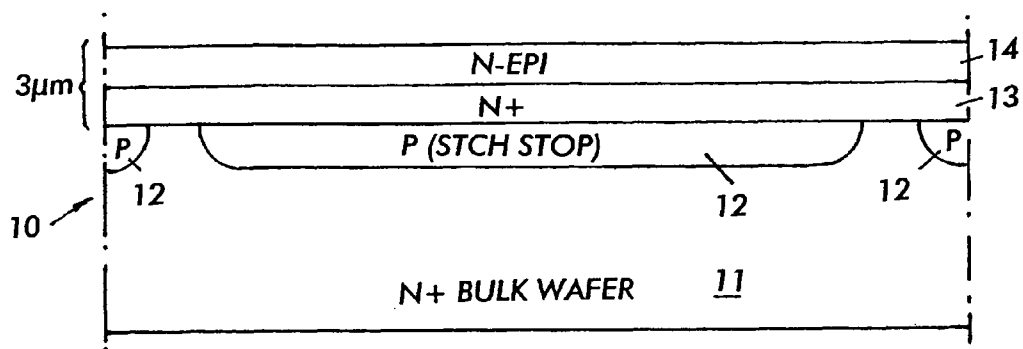 N-EPI
14
3μm
N+
13
P
P (STCH STOP)
P
12
12
12
10
N+ BULK WAFER
11